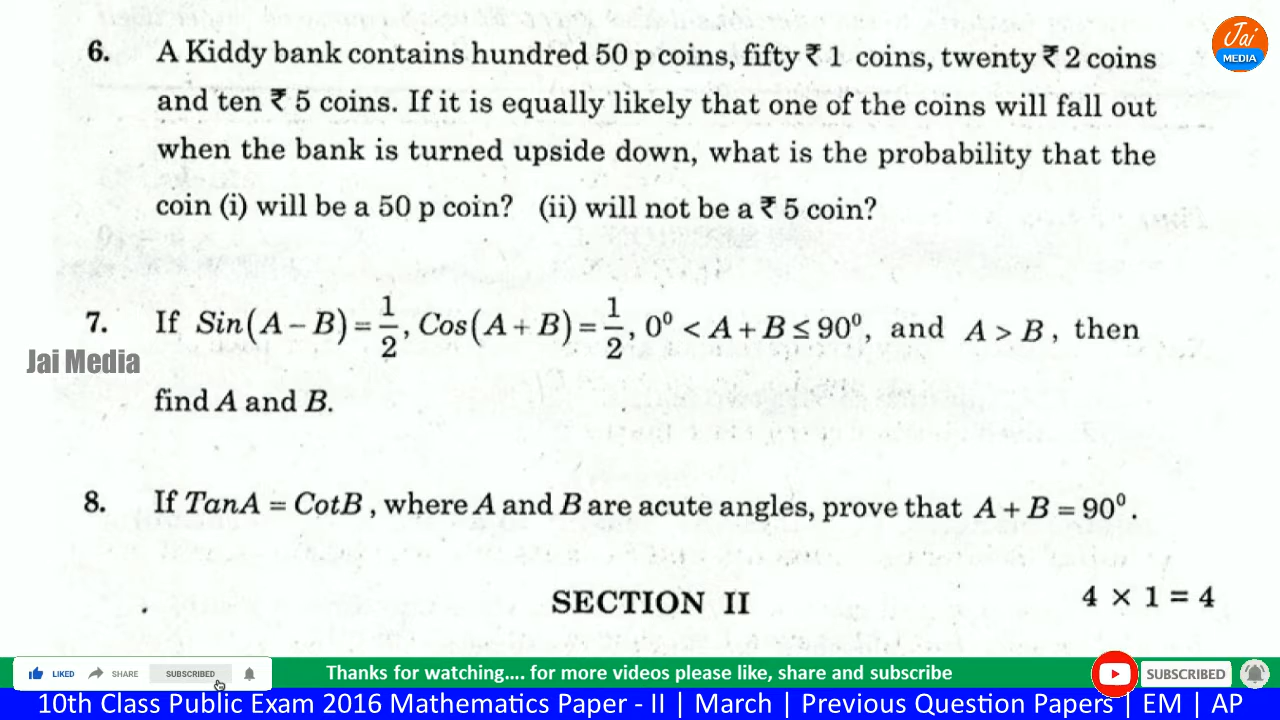 Jai
MEDIA
6. A Kiddy bank contains hundred 50 p coins, fifty ₹ 1 coins, twenty ₹ 2 coins
and ten ₹ 5 coins. If it is equally likely that one of the coins will fall out
when the bank is turned upside down, what is the probability that the
coin (i) will be a 50 p coin? (ii) will not be a ₹ 5 coin?
7. If Sin(A − B) = 1/2, Cos(A + B) = 1/2, 0⁰ < A + B ≤ 90⁰, and A > B, then
Jai Media
find A and B.
8. If TanA = CotB, where A and B are acute angles, prove that A + B = 90⁰.
SECTION II 4 × 1 = 4
LIKED SHARE SUBSCRIBED Thanks for watching.... for more videos please like, share and subscribe SUBSCRIBED
10th Class Public Exam 2016 Mathematics Paper - II | March | Previous Question Papers | EM | AP